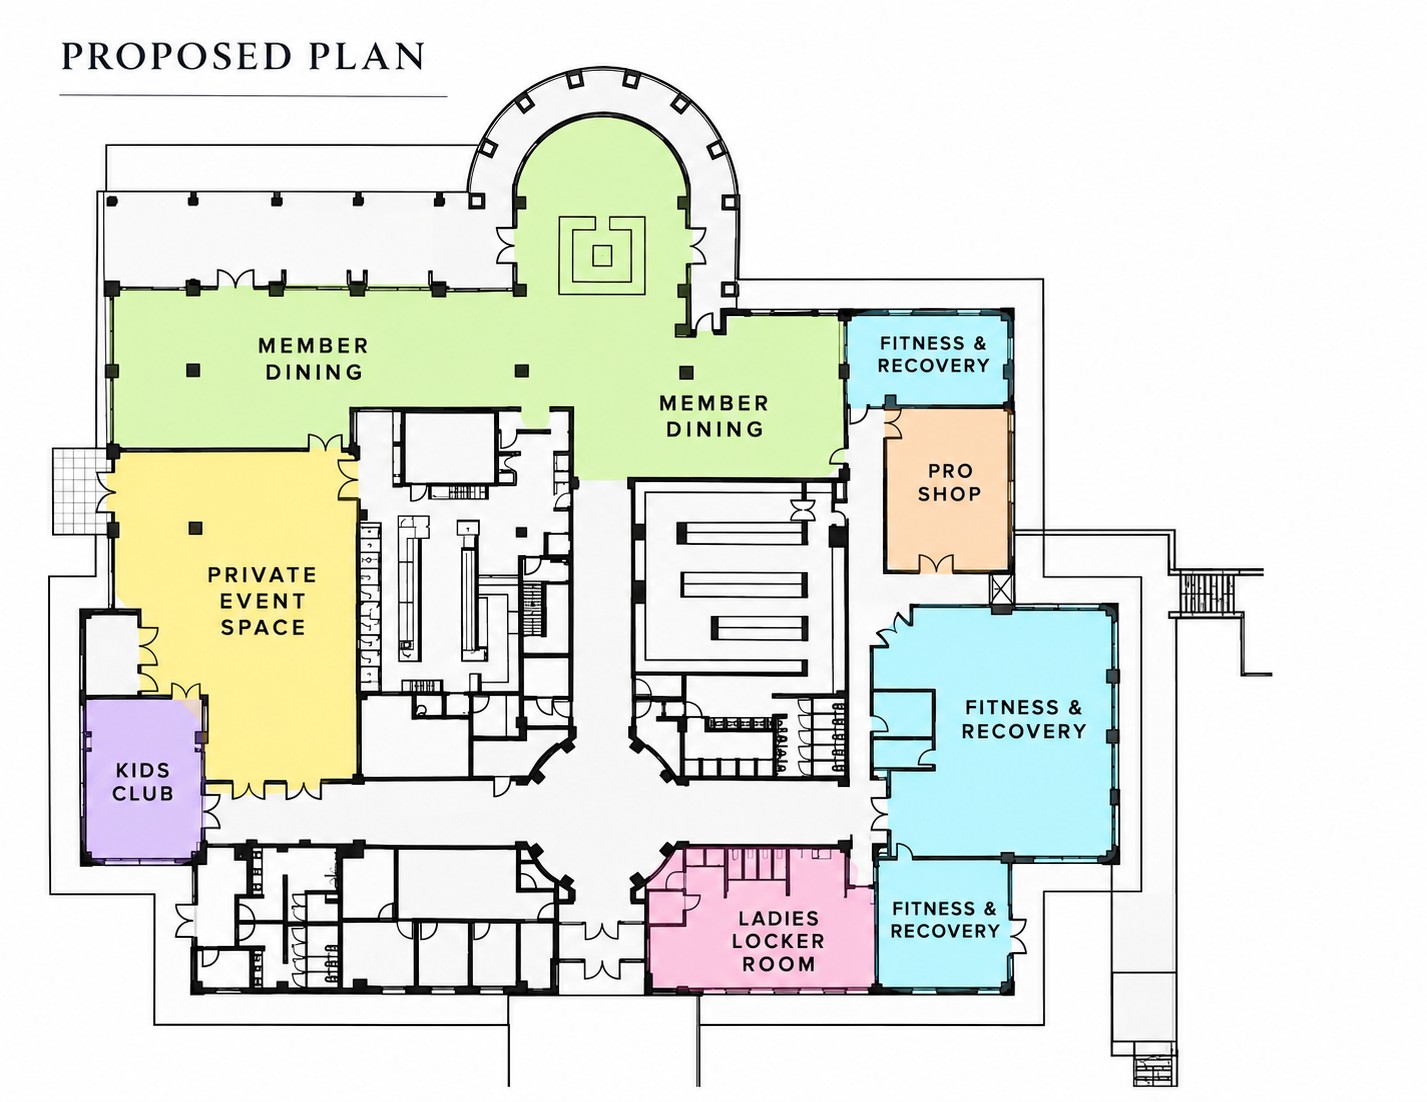 PROPOSED PLAN
MEMBER
DINING
FITNESS &
RECOVERY
MEMBER
DINING
PRO
SHOP
PRIVATE
EVENT
SPACE
FITNESS &
RECOVERY
KIDS
CLUB
LADIES
LOCKER
ROOM
FITNESS &
RECOVERY